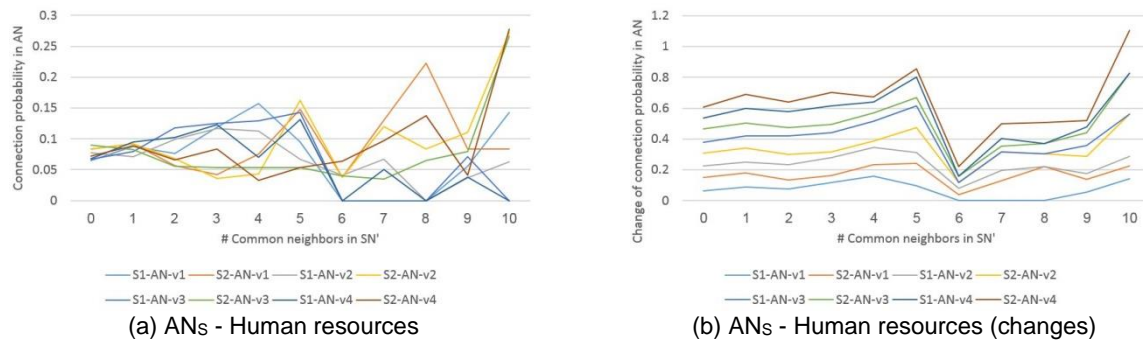 Connection probability in AN
0.3
0.25
0.2
0.15
0.1
0.05
0
0 1 2 3 4 5 6 7 8 9 10
# Common neighbors in SN'
S1-AN-v1 S2-AN-v1 S1-AN-v2 S2-AN-v2
S1-AN-v3 S2-AN-v3 S1-AN-v4 S2-AN-v4
(a) ANS - Human resources
Change of connection probability in AN
1.2
1
0.8
0.6
0.4
0.2
0
0 1 2 3 4 5 6 7 8 9 10
# Common neighbors in SN'
S1-AN-v1 S2-AN-v1 S1-AN-v2 S2-AN-v2
S1-AN-v3 S2-AN-v3 S1-AN-v4 S2-AN-v4
(b) ANS - Human resources (changes)